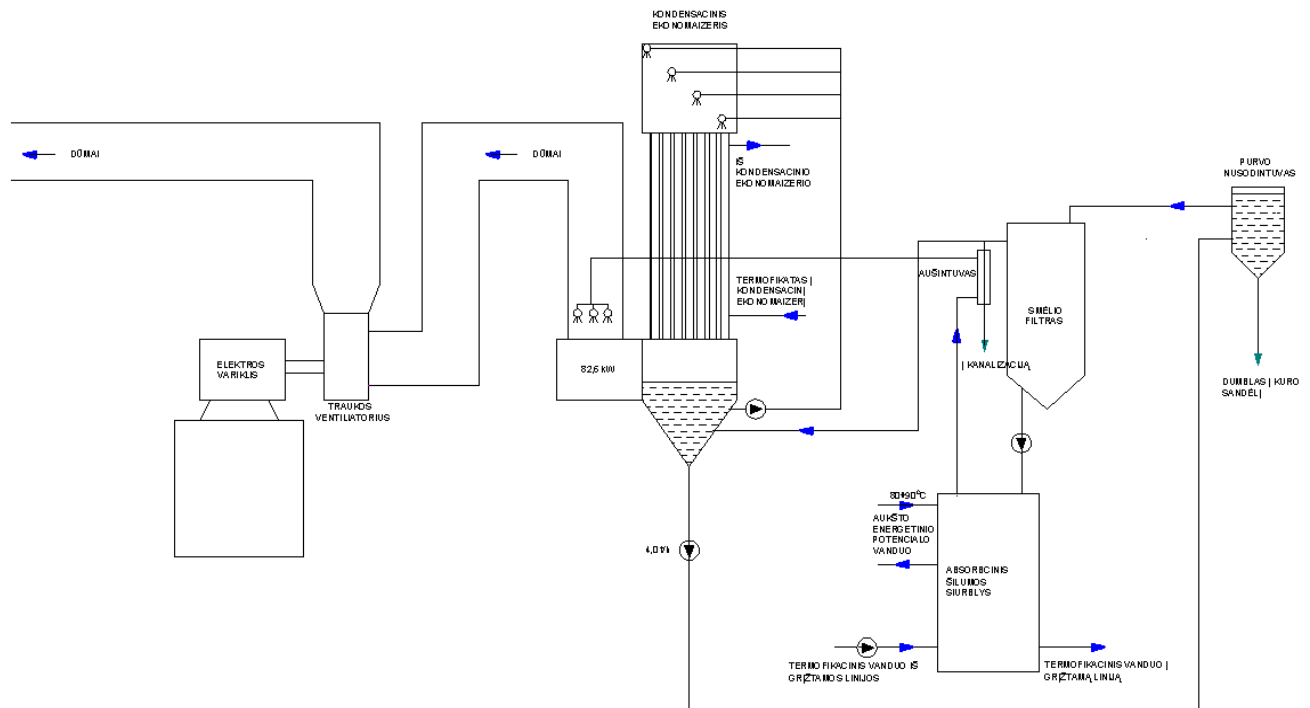 KONDENSACINIS
EKONOMAIZERIS
DŪMAI
DŪMAI
IŠ
KONDENSACINIO
EKONOMAIZERIO
PURVO
NUSODINTUVAS
TERMOFIKATAS Į
KONDENSACINĮ
EKONOMAIZERĮ
AUŠINTUVAS
SMĖLIO
FILTRAS
ELEKTROS
VARIKLIS
82,6 kW
Į KANALIZACIJĄ
TRAUKOS
VENTILIATORIUS
DUMBLAS Į KURO
SANDĖLĮ
80÷90°C
AUKŠTO
ENERGETINIO
POTENCIALO
VANDUO
4,0 t/h
ABSORBCINIS
ŠILUMOS
SIURBLYS
TERMOFIKACINIS VANDUO IŠ
GRĮŽTAMOS LINIJOS
TERMOFIKACINIS VANDUO Į
GRĮŽTAMĄ LINIJĄ